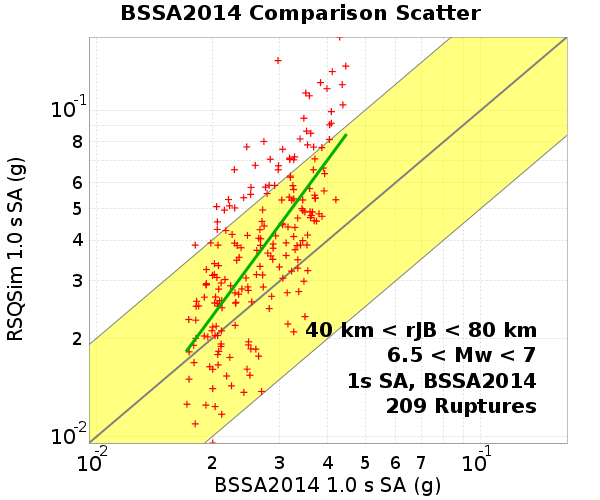 BSSA2014 Comparison Scatter
RSQSim 1.0 s SA (g)
10-1
8
6
5
4
3
2
10-2
40 km < rJB < 80 km
6.5 < Mw < 7
1s SA, BSSA2014
209 Ruptures
10-2 2 3 4 5 6 7 10-1
BSSA2014 1.0 s SA (g)